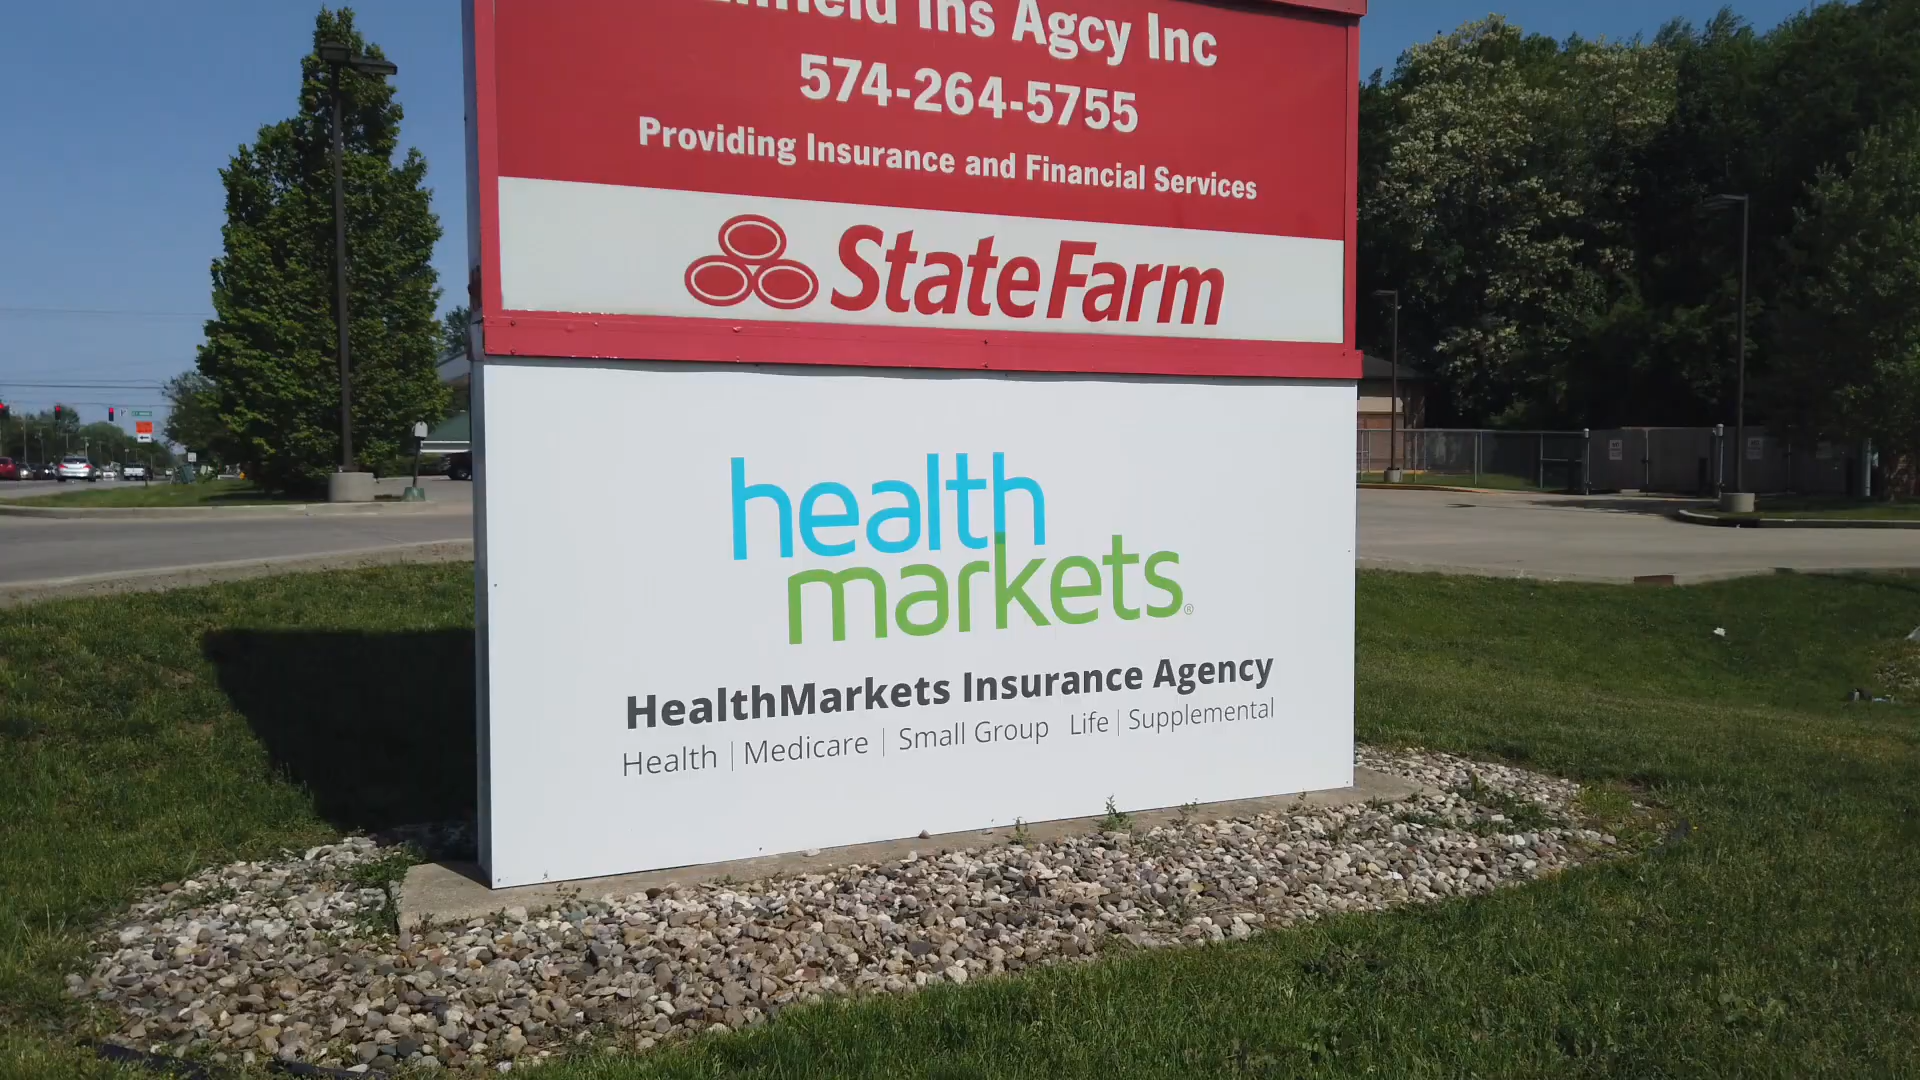 Ins Agcy Inc
574-264-5755
Providing Insurance and Financial Services
State Farm
health
markets®
HealthMarkets Insurance Agency
Health | Medicare | Small Group Life | Supplemental